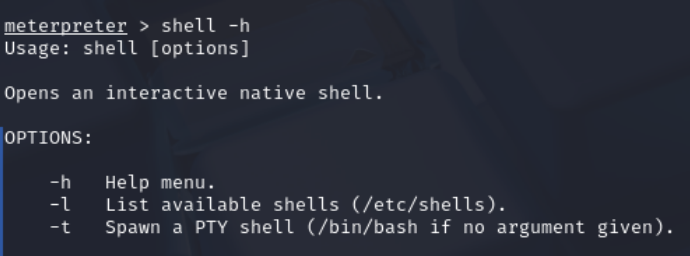 meterpreter > shell -h
Usage: shell [options]
Opens an interactive native shell.
OPTIONS:
-h Help menu.
-l List available shells (/etc/shells).
-t Spawn a PTY shell (/bin/bash if no argument given).